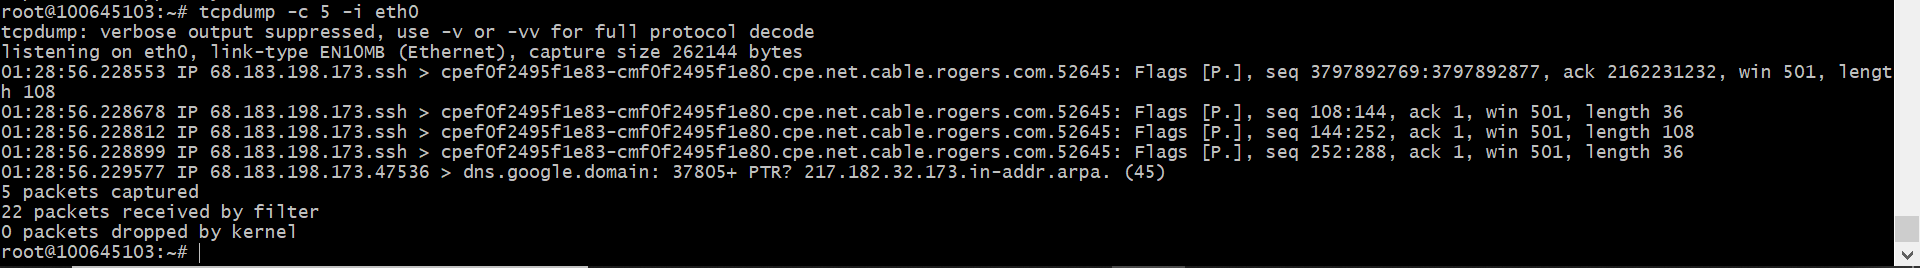 root@100645103:~# tcpdump -c 5 -i eth0
tcpdump: verbose output suppressed, use -v or -vv for full protocol decode
listening on eth0, link-type EN10MB (Ethernet), capture size 262144 bytes
01:28:56.228553 IP 68.183.198.173.ssh > cpef0f2495f1e83-cmf0f2495f1e80.cpe.net.cable.rogers.com.52645: Flags [P.], seq 3797892769:3797892877, ack 2162231232, win 501, lengt
h 108
01:28:56.228678 IP 68.183.198.173.ssh > cpef0f2495f1e83-cmf0f2495f1e80.cpe.net.cable.rogers.com.52645: Flags [P.], seq 108:144, ack 1, win 501, length 36
01:28:56.228812 IP 68.183.198.173.ssh > cpef0f2495f1e83-cmf0f2495f1e80.cpe.net.cable.rogers.com.52645: Flags [P.], seq 144:252, ack 1, win 501, length 108
01:28:56.228899 IP 68.183.198.173.ssh > cpef0f2495f1e83-cmf0f2495f1e80.cpe.net.cable.rogers.com.52645: Flags [P.], seq 252:288, ack 1, win 501, length 36
01:28:56.229577 IP 68.183.198.173.47536 > dns.google.domain: 37805+ PTR? 217.182.32.173.in-addr.arpa. (45)
5 packets captured
22 packets received by filter
0 packets dropped by kernel
root@100645103:~#